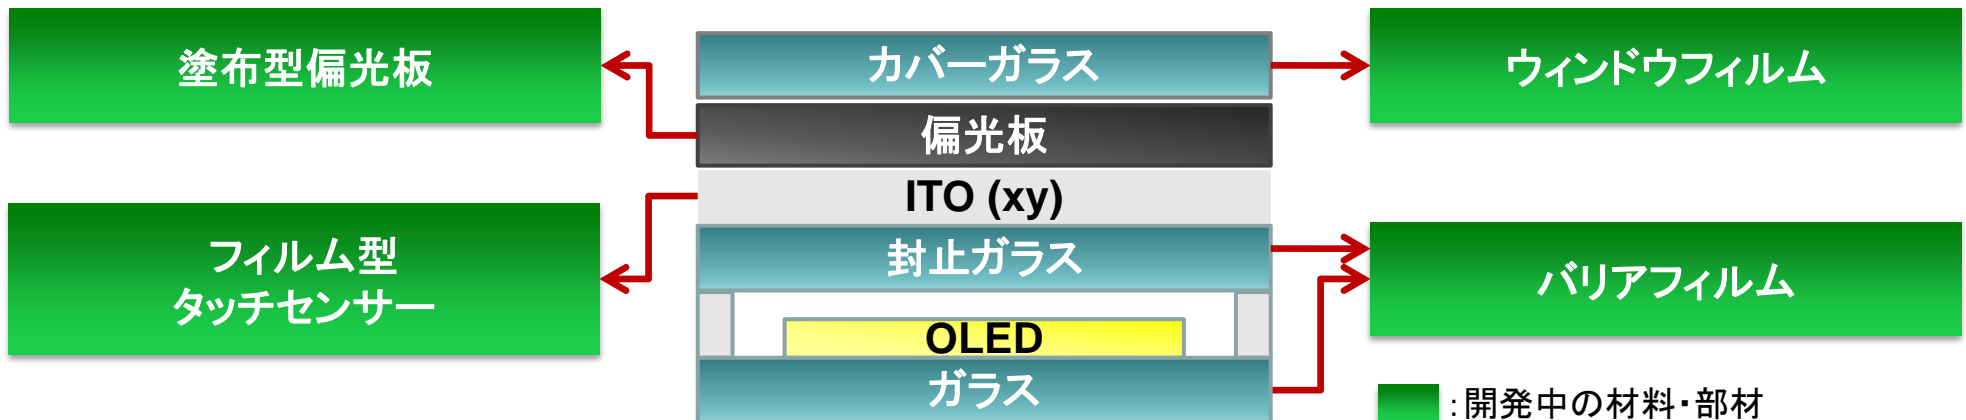 塗布型偏光板
カバーガラス
ウィンドウフィルム
偏光板
ITO (xy)
フィルム型
タッチセンサー
封止ガラス
バリアフィルム
OLED
ガラス
:開発中の材料・部材